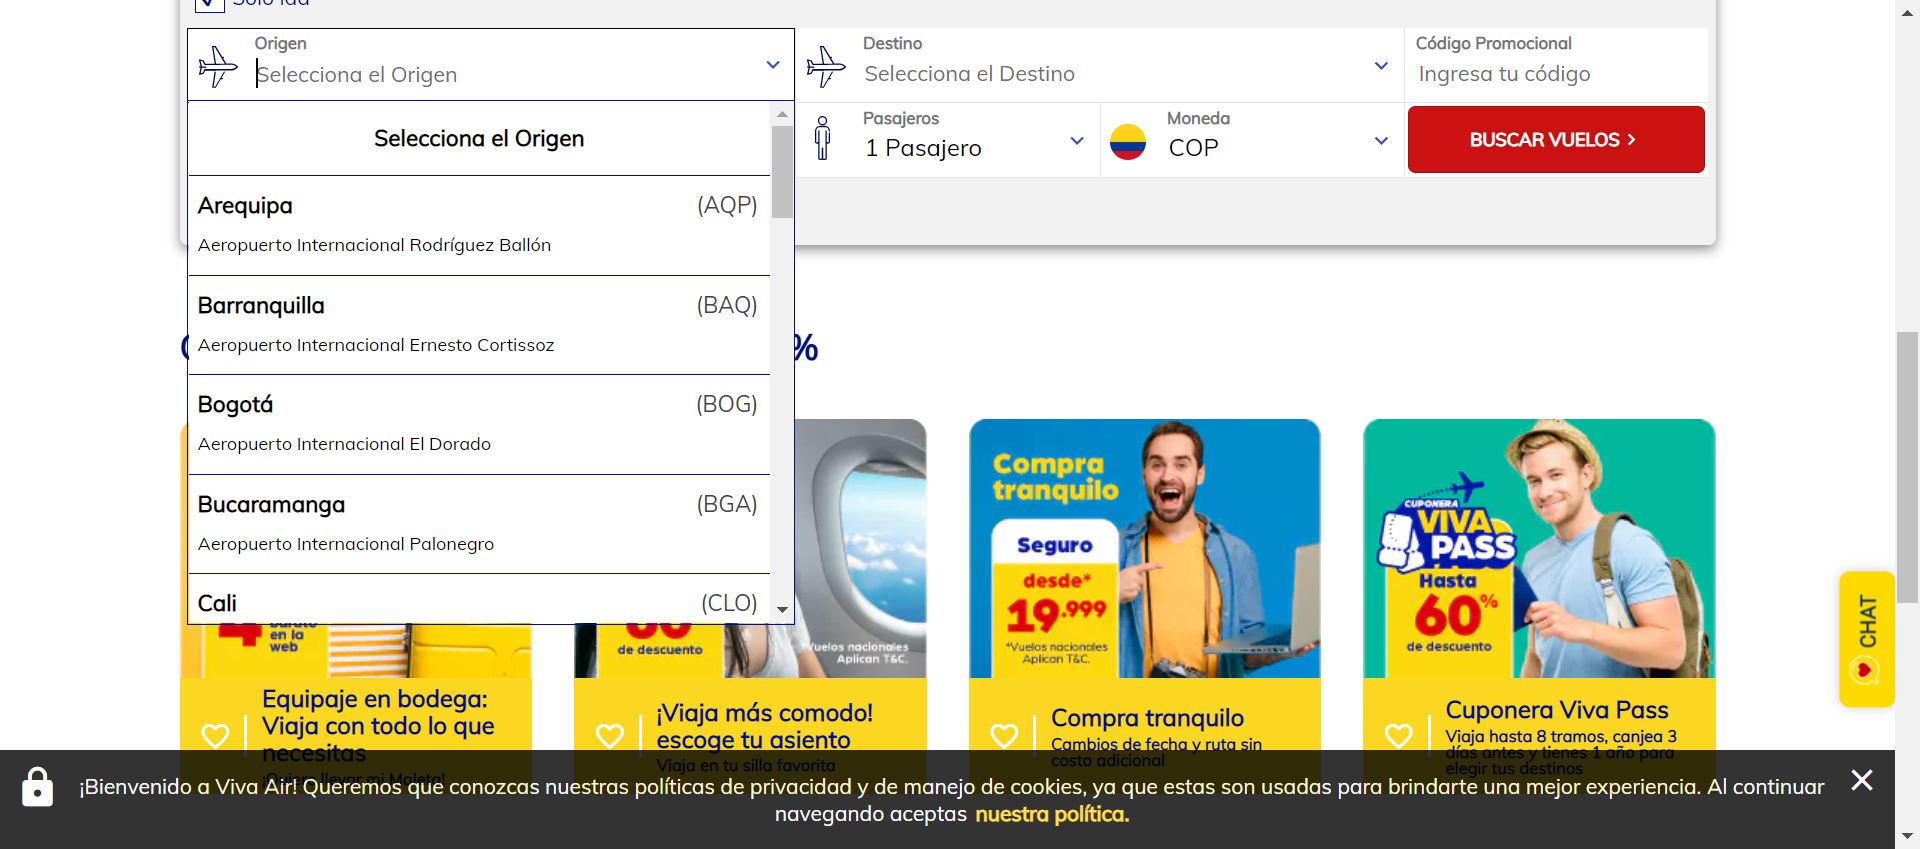 Solo Ida
Origen
Selecciona el Origen
Destino
Selecciona el Destino
Código Promocional
Ingresa tu código
Selecciona el Origen
Pasajeros
1 Pasajero
Moneda
COP
BUSCAR VUELOS >
Arequipa (AQP)
Aeropuerto Internacional Rodríguez Ballón
Barranquilla (BAQ)
Aeropuerto Internacional Ernesto Cortissoz
%
Bogotá (BOG)
Aeropuerto Internacional El Dorado
Bucaramanga (BGA)
Aeropuerto Internacional Palonegro
Cali (CLO)
en la
web
de descuento
*Vuelos nacionales
Aplican T&C.
Compra
tranquilo
Seguro
desde*
19.999
*Vuelos nacionales
Aplican T&C.
CUPONERA
VIVA
PASS
Hasta
60%
de descuento
CHAT
Equipaje en bodega:
Viaja con todo lo que
necesitas
¡Quiero llevar mi Maleta!
¡Viaja más comodo!
escoge tu asiento
Viaja en tu silla favorita
Compra tranquilo
Cambios de fecha y ruta sin
costo adicional
Cuponera Viva Pass
Viaja hasta 8 tramos, canjea 3
días antes y tienes 1 año para
elegir tus destinos
¡Bienvenido a Viva Air! Queremos que conozcas nuestras políticas de privacidad y de manejo de cookies, ya que estas son usadas para brindarte una mejor experiencia. Al continuar
navegando aceptas nuestra política.